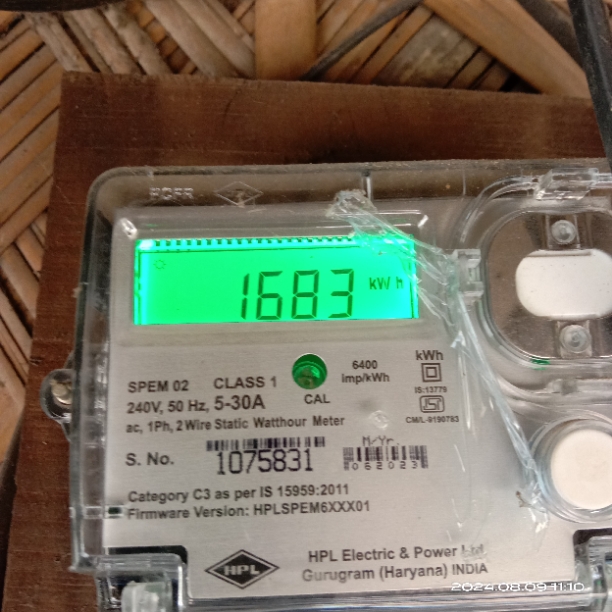 1683 kWh
SPEM 02 CLASS 1
240V, 50 Hz, 5-30A
ac, 1Ph, 2 Wire Static Watthour Meter
CAL
6400
imp/kWh
kWh
IS:13779
CM/L-9190783
S. No. 1075831
M/Yr.
062023
Category C3 as per IS 15959:2011
Firmware Version: HPLSPEM6XXX01
HPL
HPL Electric & Power Ltd.
Gurugram (Haryana) INDIA
2024.08.09 11:10